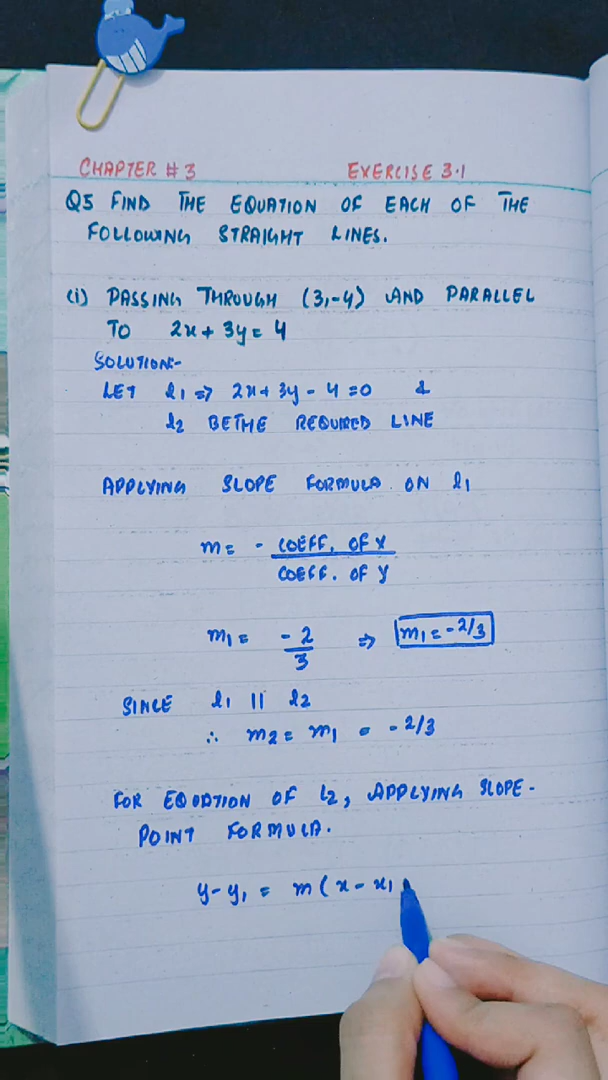 CHAPTER # 3 EXERCISE 3.1
Q5 FIND THE EQUATION OF EACH OF THE
FOLLOWING STRAIGHT LINES.
(i) PASSING THROUGH (3,-4) AND PARALLEL
TO 2x + 3y = 4
SOLUTION:-
LET l1 => 2x + 3y - 4 = 0 &
l2 BE THE REQUIRED LINE
APPLYING SLOPE FORMULA ON l1
m = - COEFF. OF X
COEFF. OF Y
m1 = -2/3 => m1 = -2/3
SINCE l1 || l2
∴ m2 = m1 = -2/3
FOR EQUATION OF L2, APPLYING SLOPE-
POINT FORMULA.
y - y1 = m(x - x1